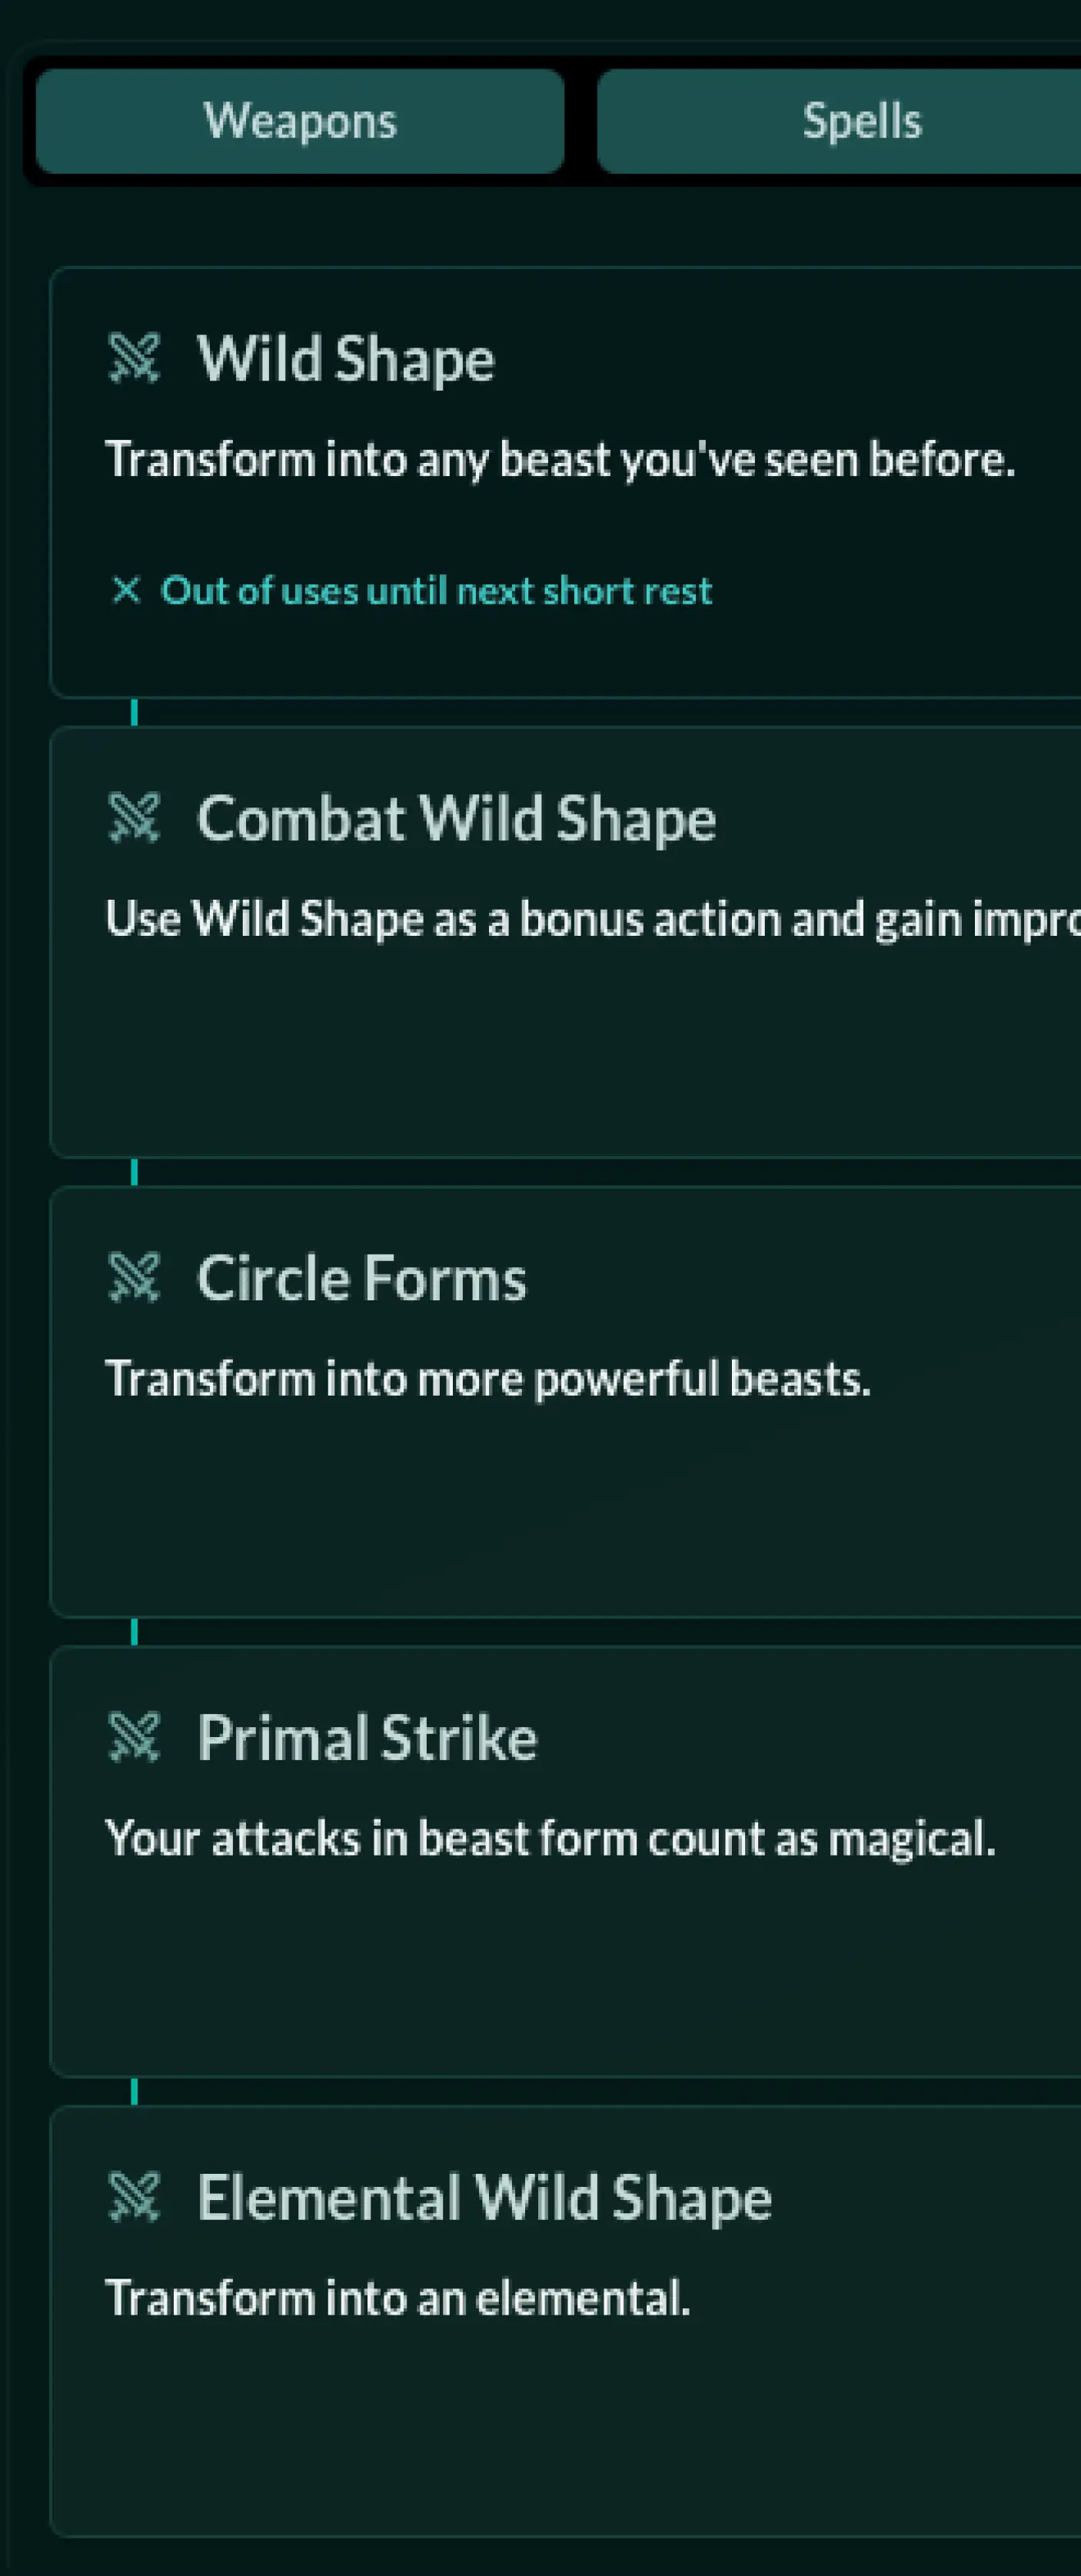 Weapons Spells
Wild Shape
Transform into any beast you've seen before.
Out of uses until next short rest
Combat Wild Shape
Use Wild Shape as a bonus action and gain
Circle Forms
Transform into more powerful beasts.
Primal Strike
Your attacks in beast form count as magical.
Elemental Wild Shape
Transform into an elemental.